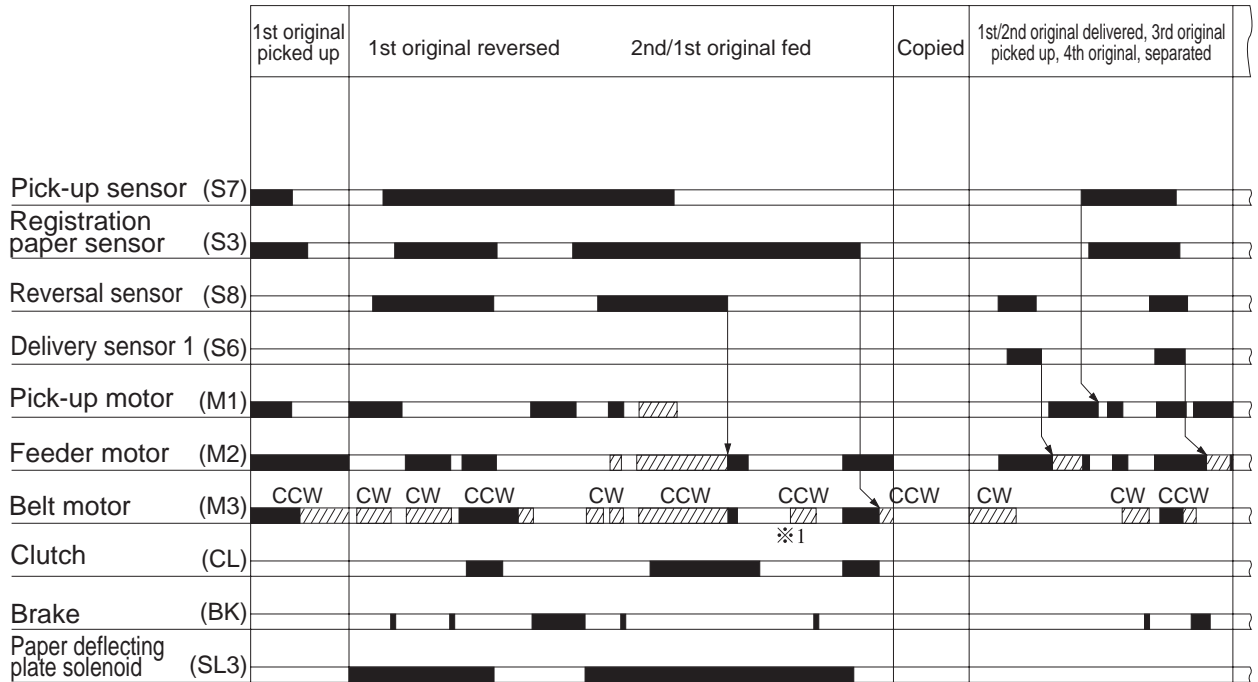 1st original
picked up
1st original reversed
2nd/1st original fed
Copied
1st/2nd original delivered, 3rd original
picked up, 4th original, separated
Pick-up sensor (S7)
Registration
paper sensor (S3)
Reversal sensor (S8)
Delivery sensor 1 (S6)
Pick-up motor (M1)
Feeder motor (M2)
CCW CW CW CCW CW CCW CCW CCW CW CW CCW
Belt motor (M3)
※1
Clutch (CL)
Brake (BK)
Paper deflecting
plate solenoid (SL3)